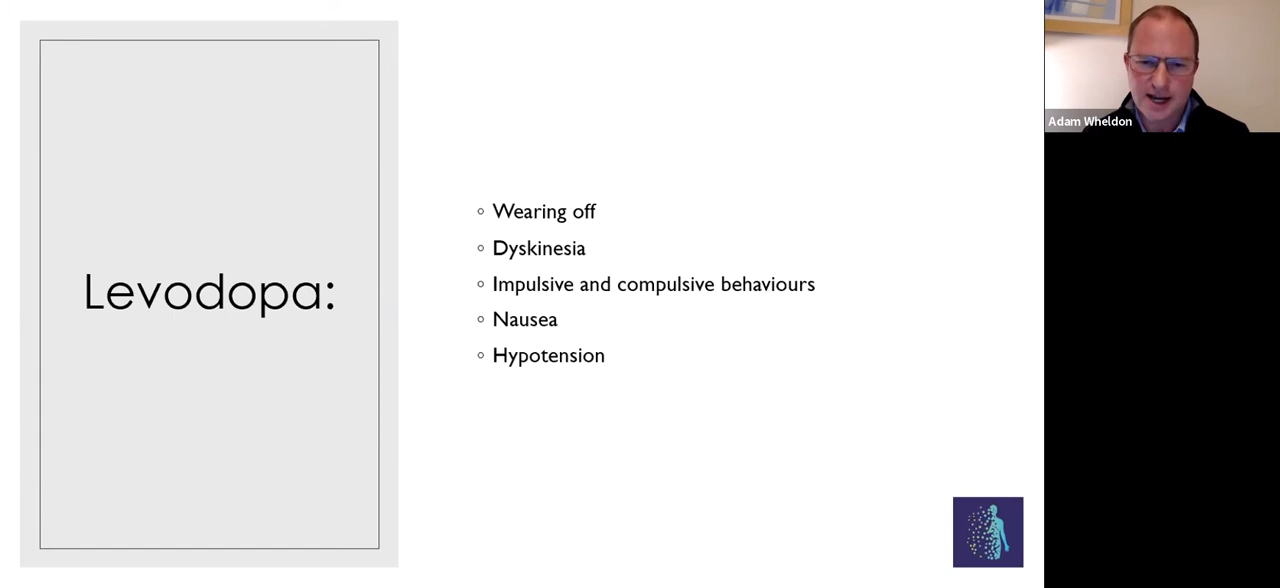 Levodopa:
Wearing off
Dyskinesia
Impulsive and compulsive behaviours
Nausea
Hypotension
Adam Wheldon